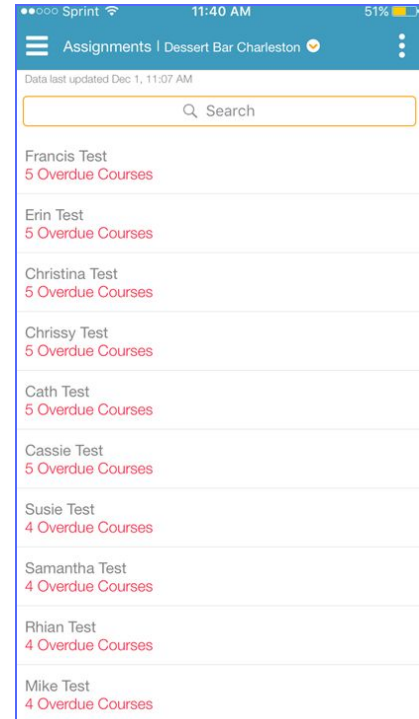 Sprint 11:40 AM 51%
Assignments | Dessert Bar Charleston
Data last updated Dec 1, 11:07 AM
Search
Francis Test
5 Overdue Courses
Erin Test
5 Overdue Courses
Christina Test
5 Overdue Courses
Chrissy Test
5 Overdue Courses
Cath Test
5 Overdue Courses
Cassie Test
5 Overdue Courses
Susie Test
4 Overdue Courses
Samantha Test
4 Overdue Courses
Rhian Test
4 Overdue Courses
Mike Test
4 Overdue Courses